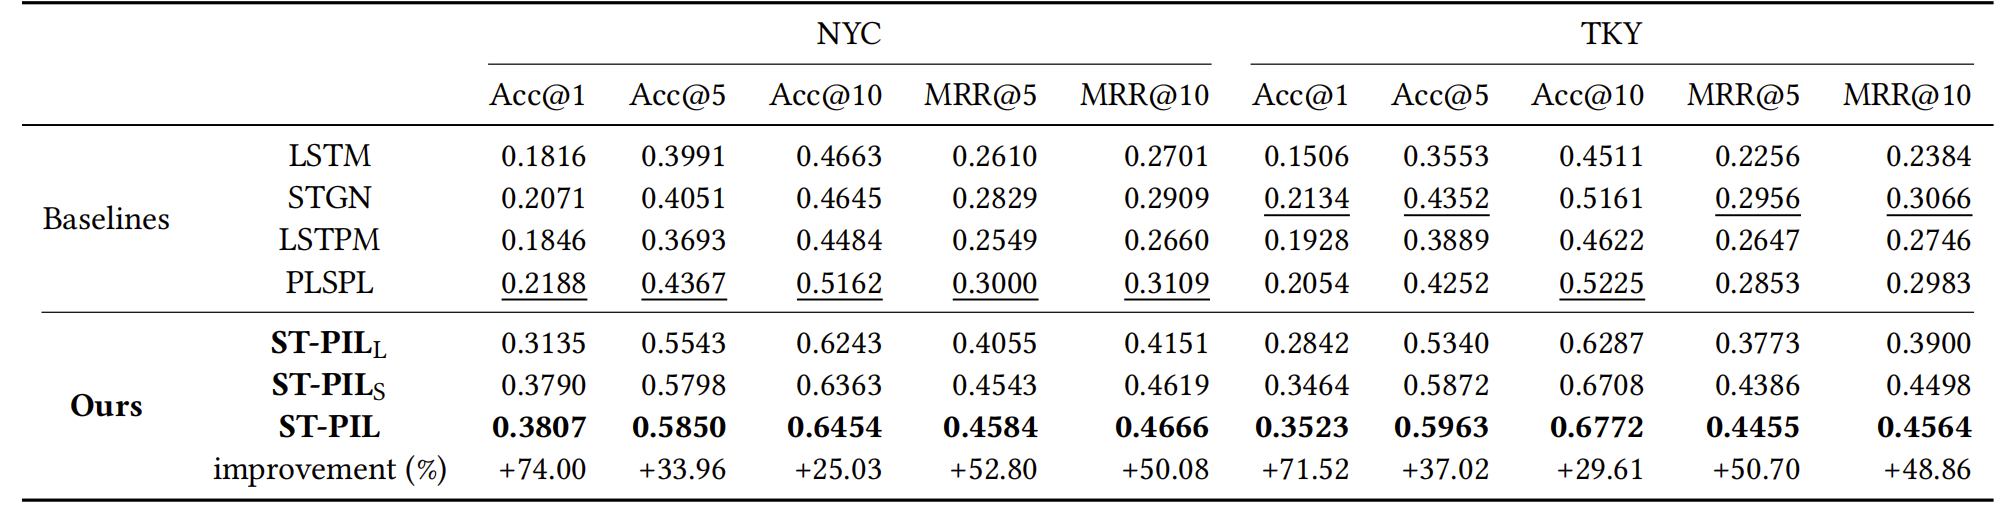 NYC TKY
Acc@1 Acc@5 Acc@10 MRR@5 MRR@10 Acc@1 Acc@5 Acc@10 MRR@5 MRR@10
LSTM 0.1816 0.3991 0.4663 0.2610 0.2701 0.1506 0.3553 0.4511 0.2256 0.2384
STGN 0.2071 0.4051 0.4645 0.2829 0.2909 0.2134 0.4352 0.5161 0.2956 0.3066
Baselines
LSTPM 0.1846 0.3693 0.4484 0.2549 0.2660 0.1928 0.3889 0.4622 0.2647 0.2746
PLSPL 0.2188 0.4367 0.5162 0.3000 0.3109 0.2054 0.4252 0.5225 0.2853 0.2983
ST-PILL 0.3135 0.5543 0.6243 0.4055 0.4151 0.2842 0.5340 0.6287 0.3773 0.3900
ST-PILS 0.3790 0.5798 0.6363 0.4543 0.4619 0.3464 0.5872 0.6708 0.4386 0.4498
Ours
ST-PIL 0.3807 0.5850 0.6454 0.4584 0.4666 0.3523 0.5963 0.6772 0.4455 0.4564
improvement (%) +74.00 +33.96 +25.03 +52.80 +50.08 +71.52 +37.02 +29.61 +50.70 +48.86